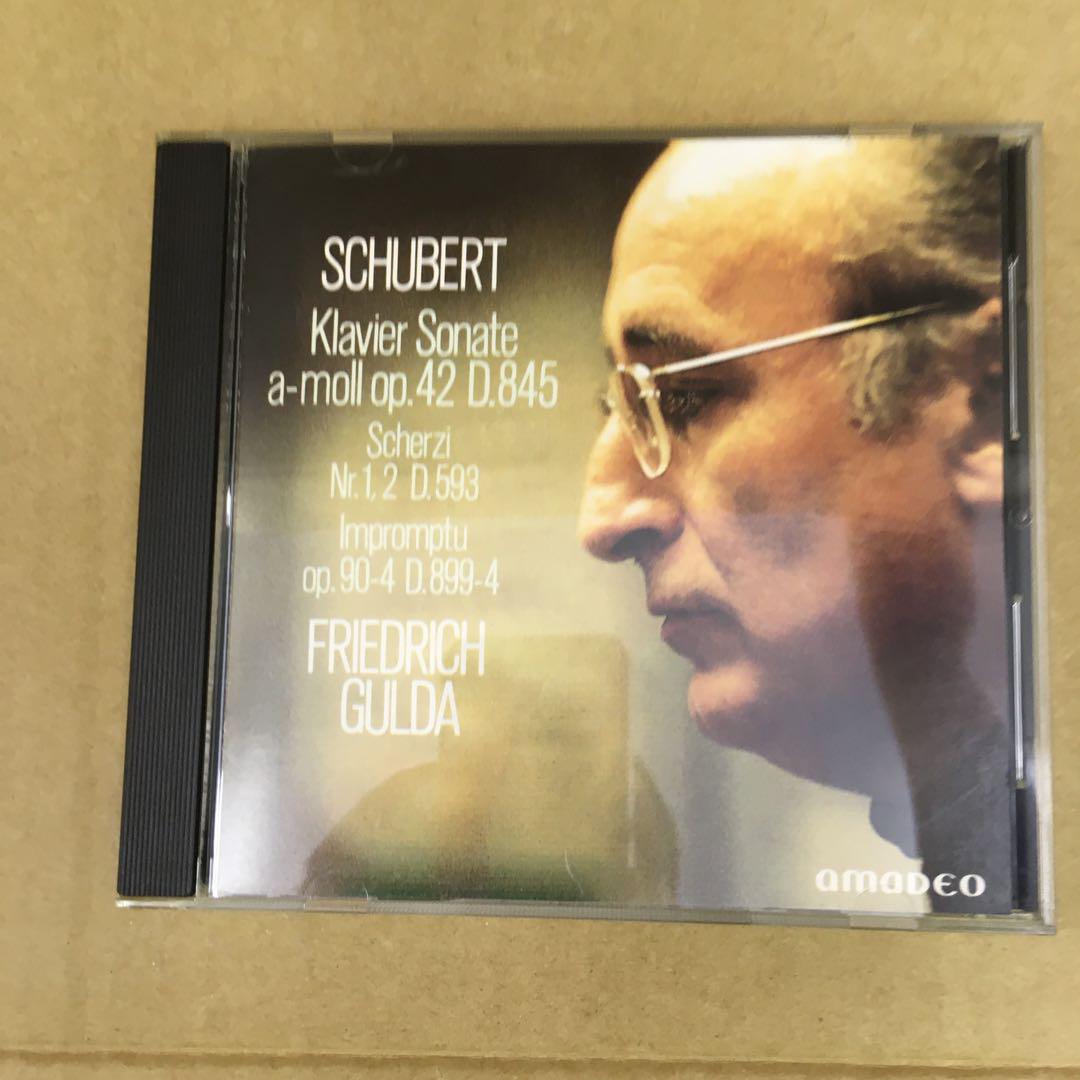 SCHUBERT
Klavier Sonate
a-moll op.42 D.845
Scherzi
Nr.1,2 D.593
Impromptu
op.90-4 D.899-4
FRIEDRICH
GULDA
amaDEO